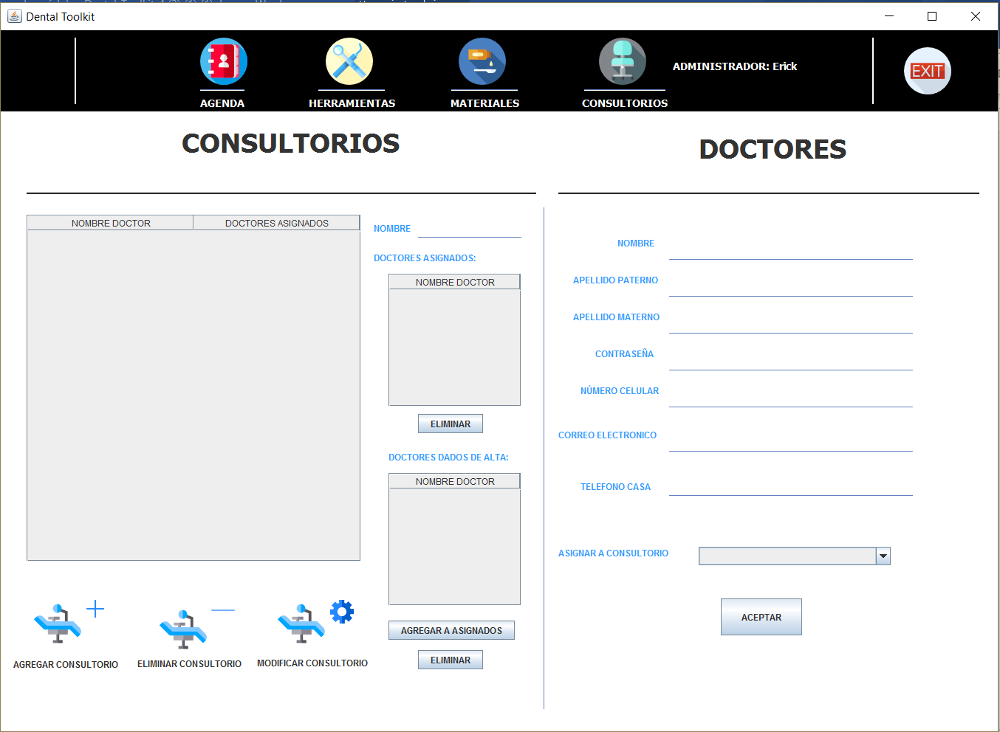 Dental Toolkit
AGENDA
HERRAMIENTAS
MATERIALES
CONSULTORIOS
ADMINISTRADOR: Erick
EXIT
CONSULTORIOS
NOMBRE DOCTOR
DOCTORES ASIGNADOS
NOMBRE
DOCTORES ASIGNADOS:
NOMBRE DOCTOR
ELIMINAR
DOCTORES DADOS DE ALTA:
NOMBRE DOCTOR
AGREGAR A ASIGNADOS
ELIMINAR
AGREGAR CONSULTORIO
ELIMINAR CONSULTORIO
MODIFICAR CONSULTORIO
DOCTORES
NOMBRE
APELLIDO PATERNO
APELLIDO MATERNO
CONTRASEÑA
NÚMERO CELULAR
CORREO ELECTRONICO
TELEFONO CASA
ASIGNAR A CONSULTORIO
ACEPTAR